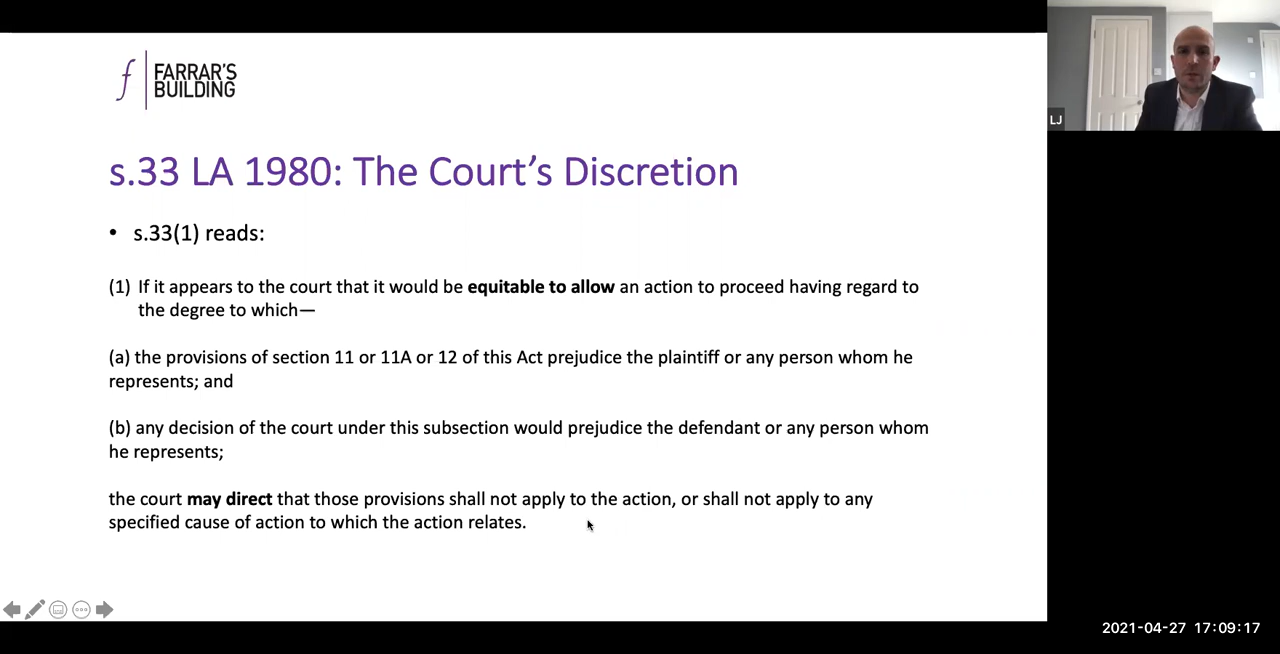 FARRAR'S
BUILDING
LJ
s.33 LA 1980: The Court's Discretion
• s.33(1) reads:
(1) If it appears to the court that it would be equitable to allow an action to proceed having regard to
the degree to which—
(a) the provisions of section 11 or 11A or 12 of this Act prejudice the plaintiff or any person whom he
represents; and
(b) any decision of the court under this subsection would prejudice the defendant or any person whom
he represents;
the court may direct that those provisions shall not apply to the action, or shall not apply to any
specified cause of action to which the action relates.
2021-04-27 17:09:17